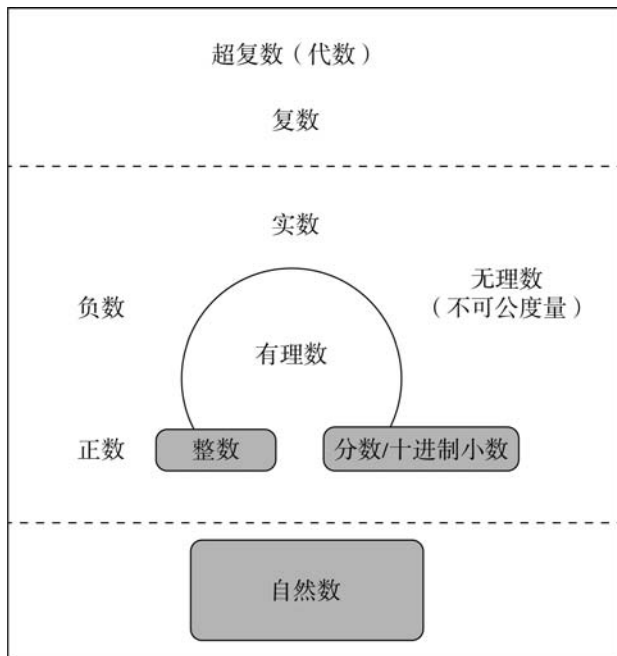 超复数（代数）
复数
实数
无理数
（不可公度量）
负数
有理数
正数
整数
分数/十进制小数
自然数